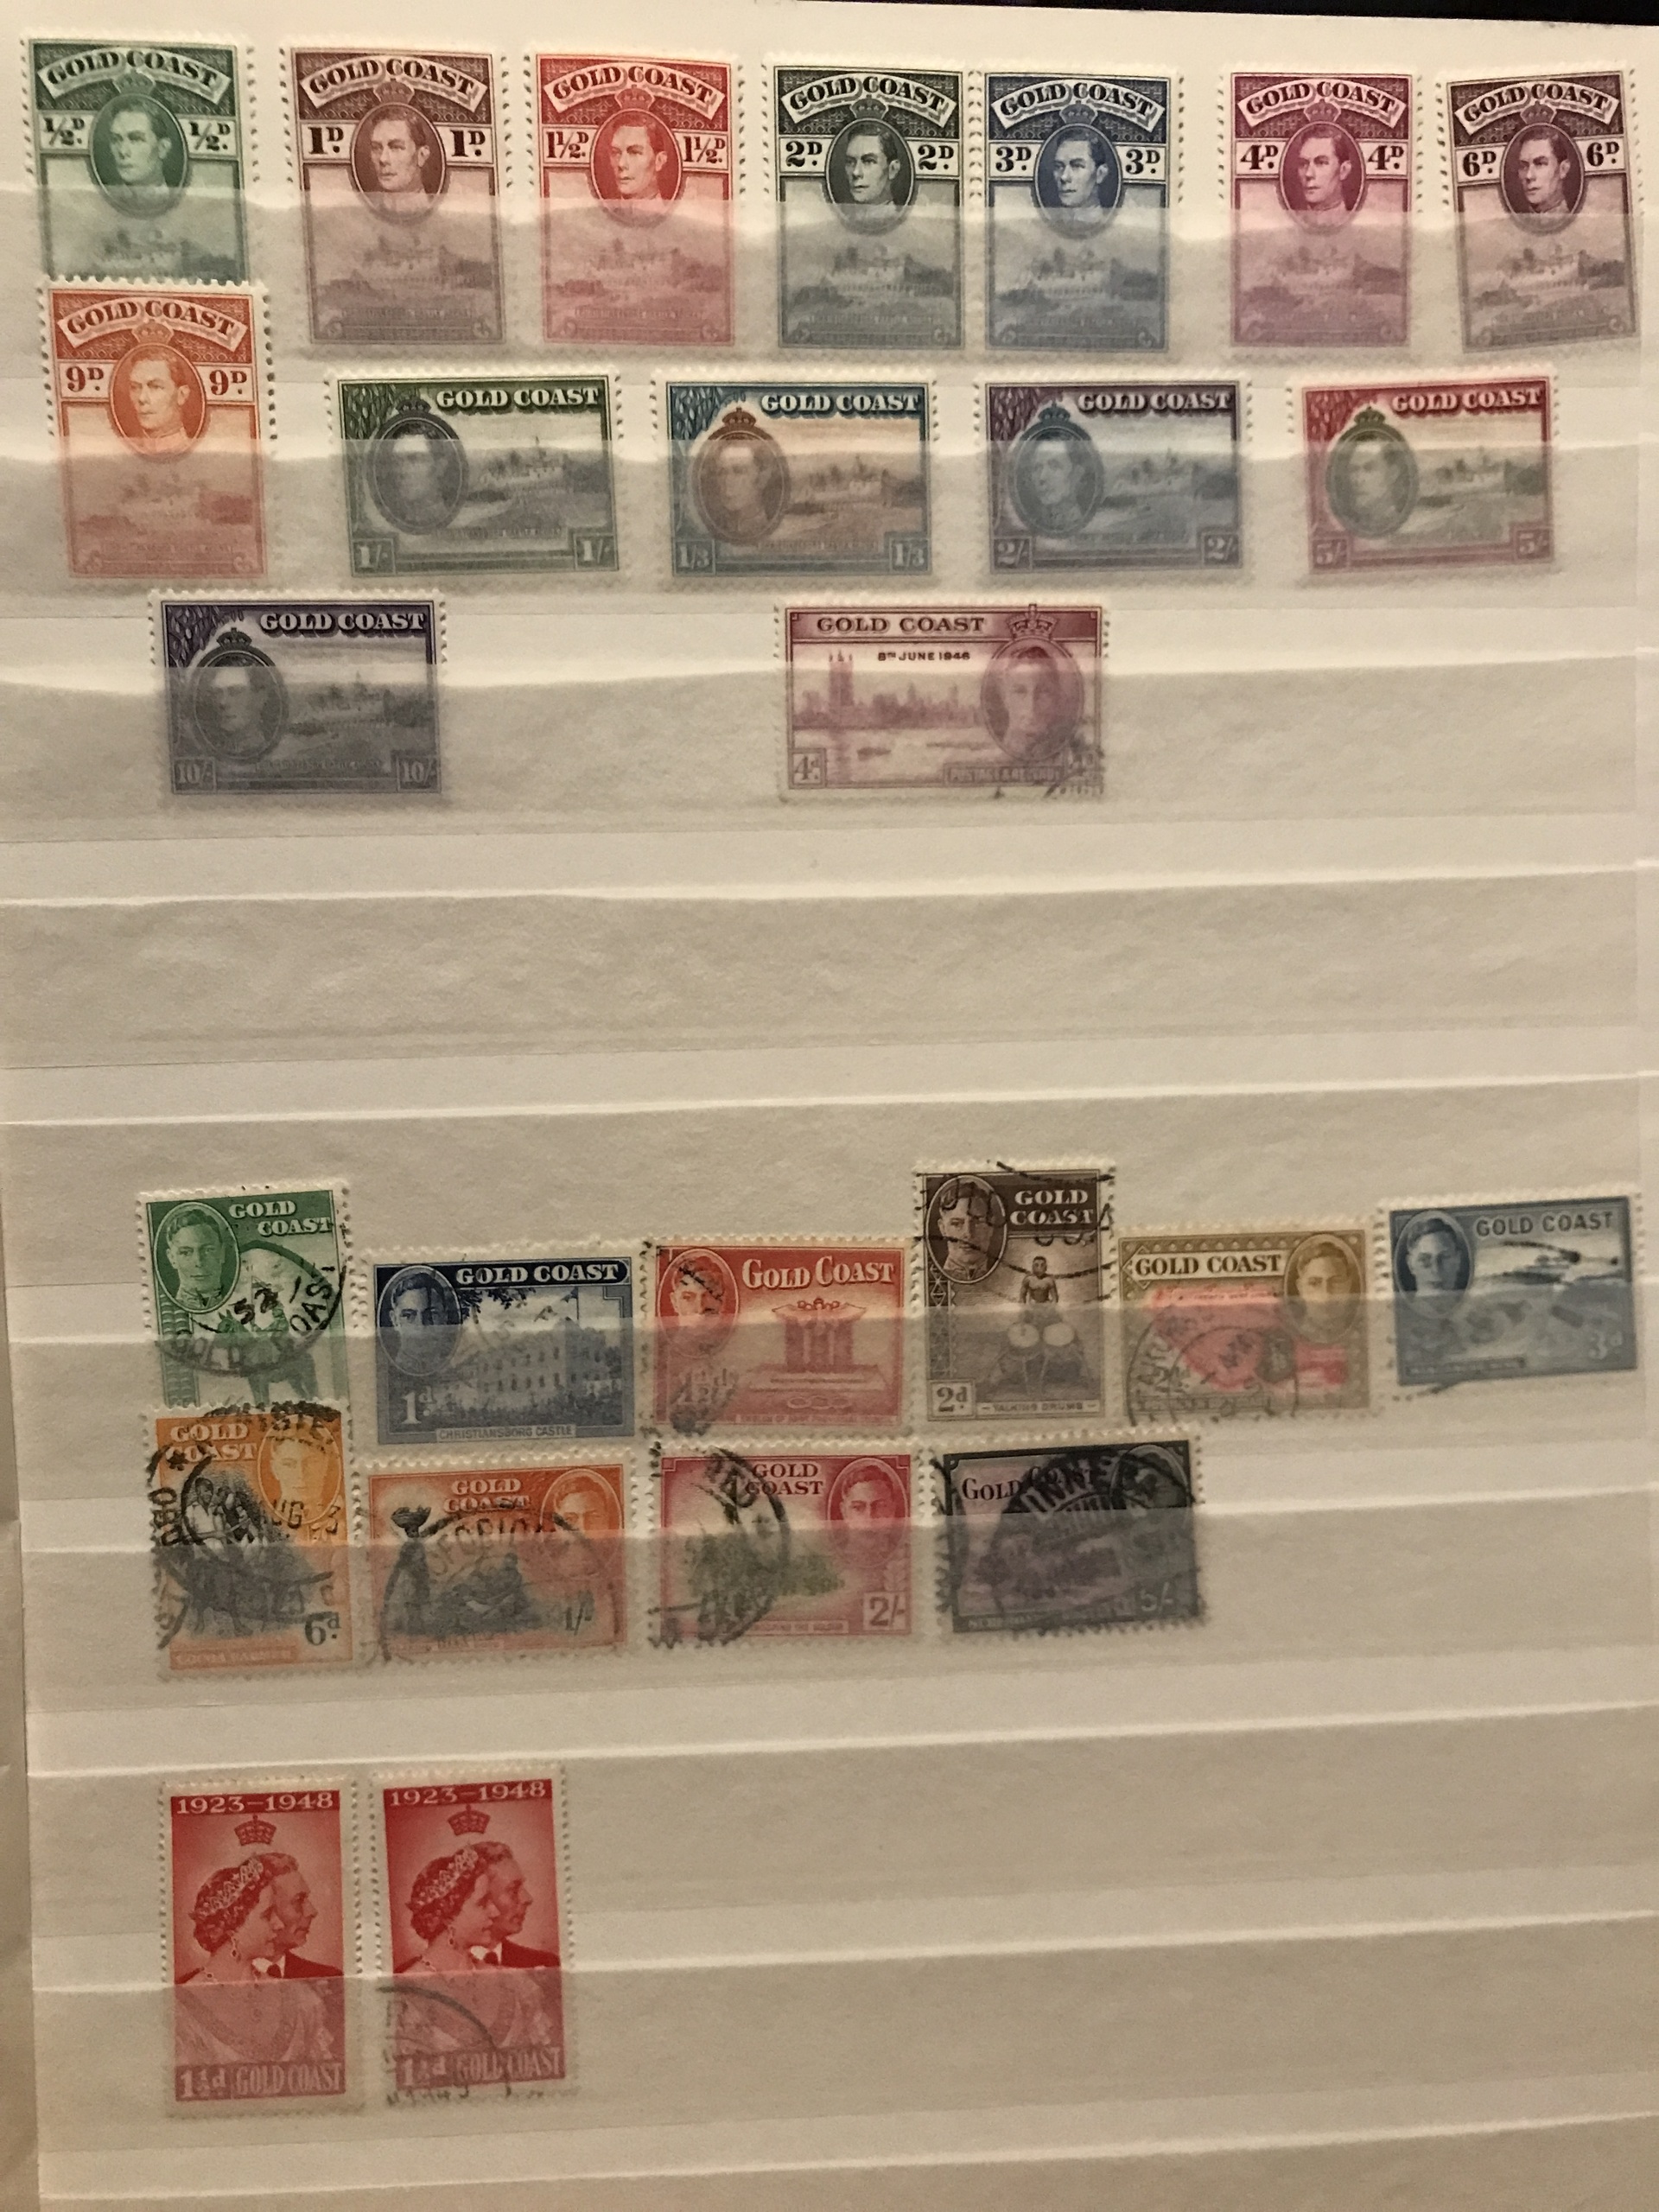 GOLD COAST
½D ½D
GOLD COAST
1D 1D
GOLD COAST
1½D 1½D
GOLD COAST
2D 2D
GOLD COAST
3D 3D
GOLD COAST
4D 4D
GOLD COAST
6D 6D
GOLD COAST
9D 9D
GOLD COAST
1/- 1/-
GOLD COAST
1/3 1/3
GOLD COAST
2/- 2/-
GOLD COAST
5/- 5/-
GOLD COAST
10/- 10/-
GOLD COAST
8TH JUNE 1946
4d
GOLD
COAST
GOLD COAST
1d
CHRISTIANSBORG CASTLE
GOLD COAST
GOLD
COAST
2d
TALKING DRUMS
GOLD COAST
GOLD COAST
3d
GOLD
COAST
AUG
6d
GOLD
COAST
1/-
GOLD
COAST
2/-
GOLD
5/-
1923-1948
1½d GOLD COAST
1923-1948
1½d GOLD COAST